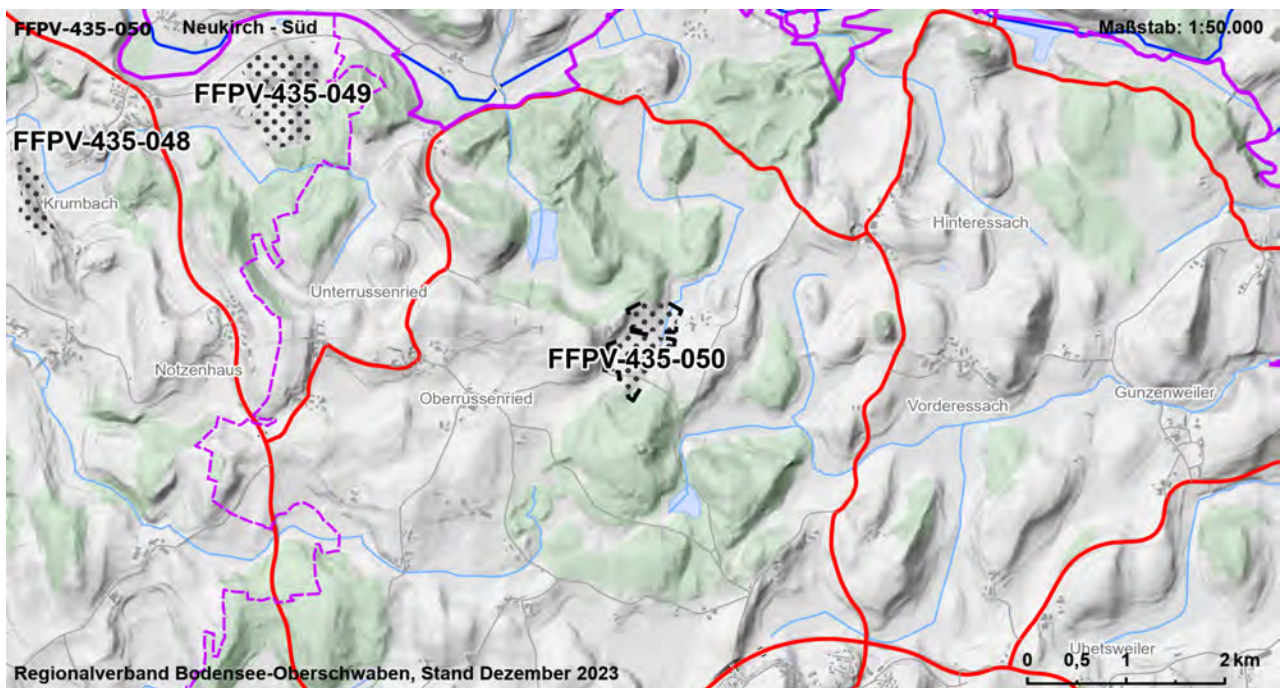 FFPV-435-050 Neukirch - Süd Maßstab: 1:50.000
FFPV-435-049
FFPV-435-048
Krumbach
Hinteressach
Unterrussenried
FFPV-435-050
Notzenhaus
Oberrussenried
Vorderessach
Gunzenweiler
Ubetsweiler
0 0,5 1 2 km
Regionalverband Bodensee-Oberschwaben, Stand Dezember 2023